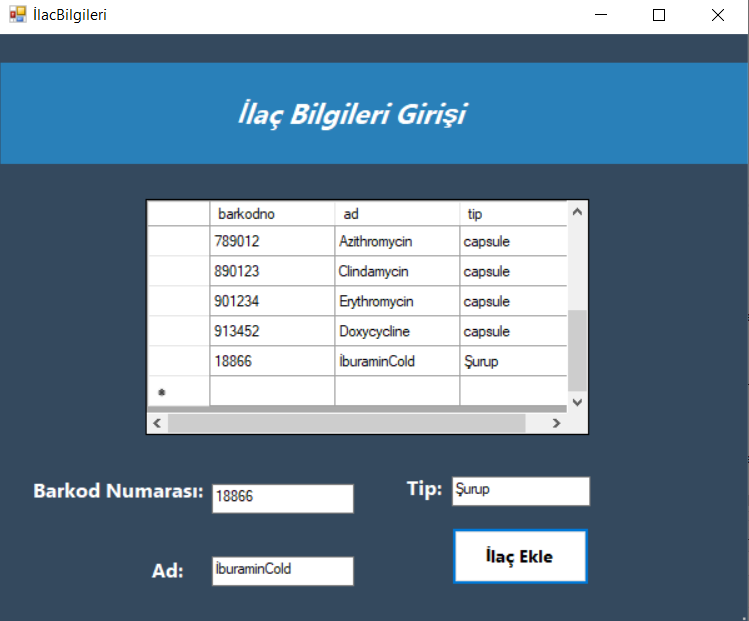 İlacBilgileri
İlaç Bilgileri Girişi
barkodno ad tip
789012 Azithromycin capsule
890123 Clindamycin capsule
901234 Erythromycin capsule
913452 Doxycycline capsule
18866 İburaminCold Şurup
*
Barkod Numarası: 18866 Tip: Şurup
Ad: İburaminCold İlaç Ekle